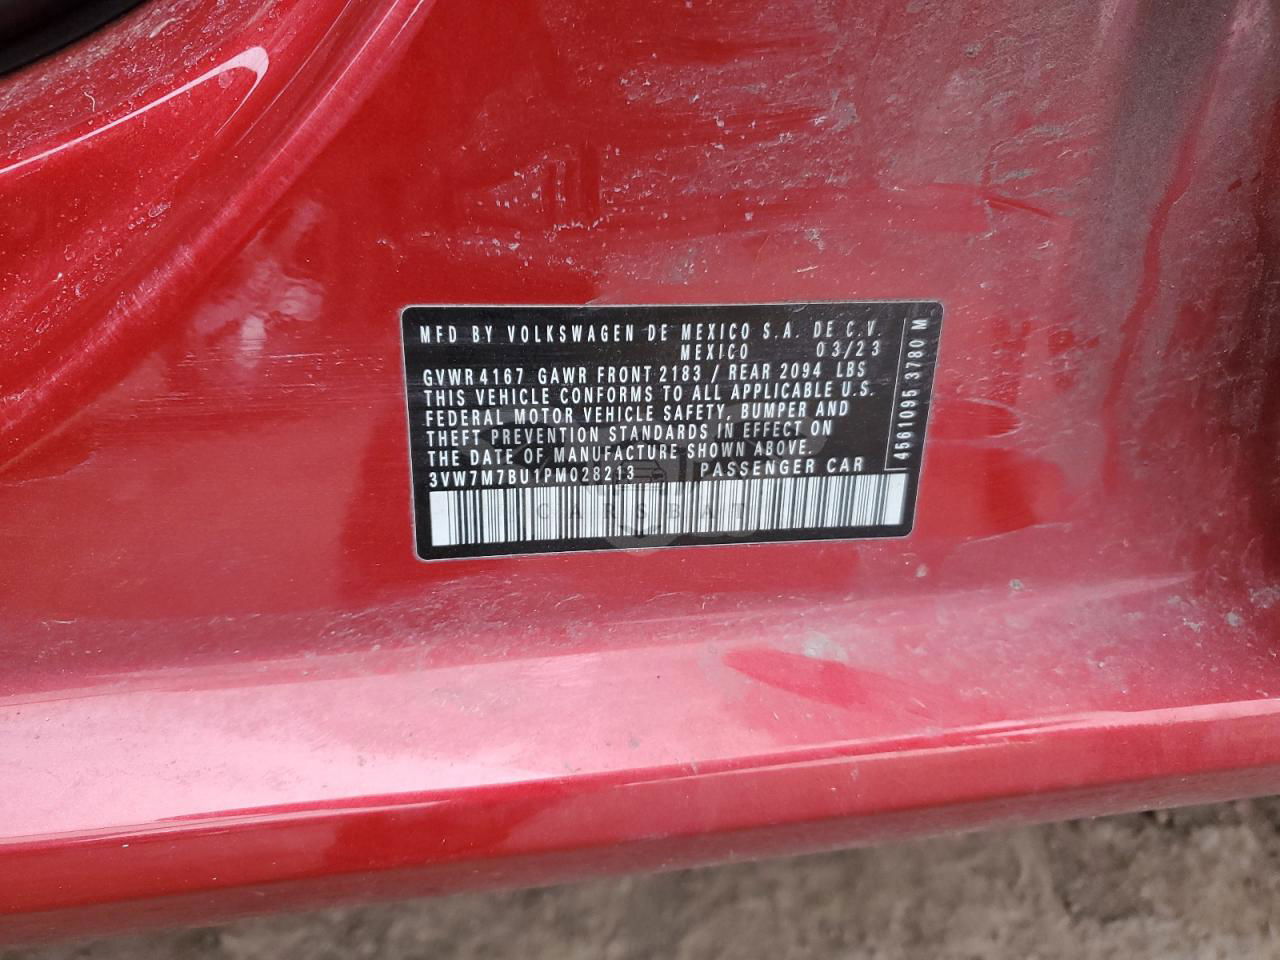 MFD BY VOLKSWAGEN DE MEXICO S.A. DE C.V.
MEXICO 03/23
GVWR 4167 GAWR FRONT 2183 / REAR 2094 LBS
THIS VEHICLE CONFORMS TO ALL APPLICABLE U.S.
FEDERAL MOTOR VEHICLE SAFETY, BUMPER AND
THEFT PREVENTION STANDARDS IN EFFECT ON
THE DATE OF MANUFACTURE SHOWN ABOVE.
3VW7M7BU1PM028213 PASSENGER CAR
4561095 3780 M
CARSBAT